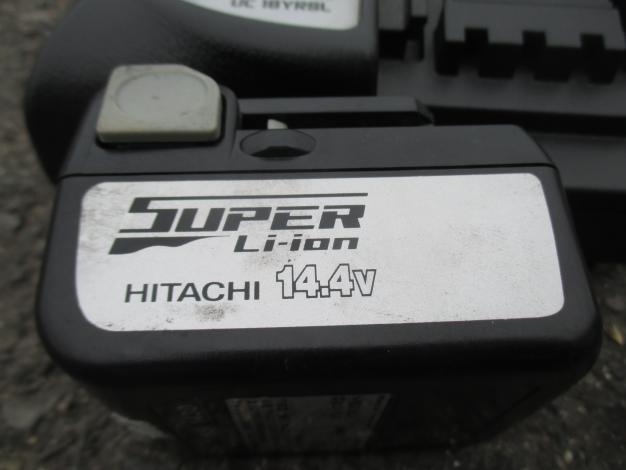 UC 18YRSL
SUPER
Li-ion
HITACHI 14.4V